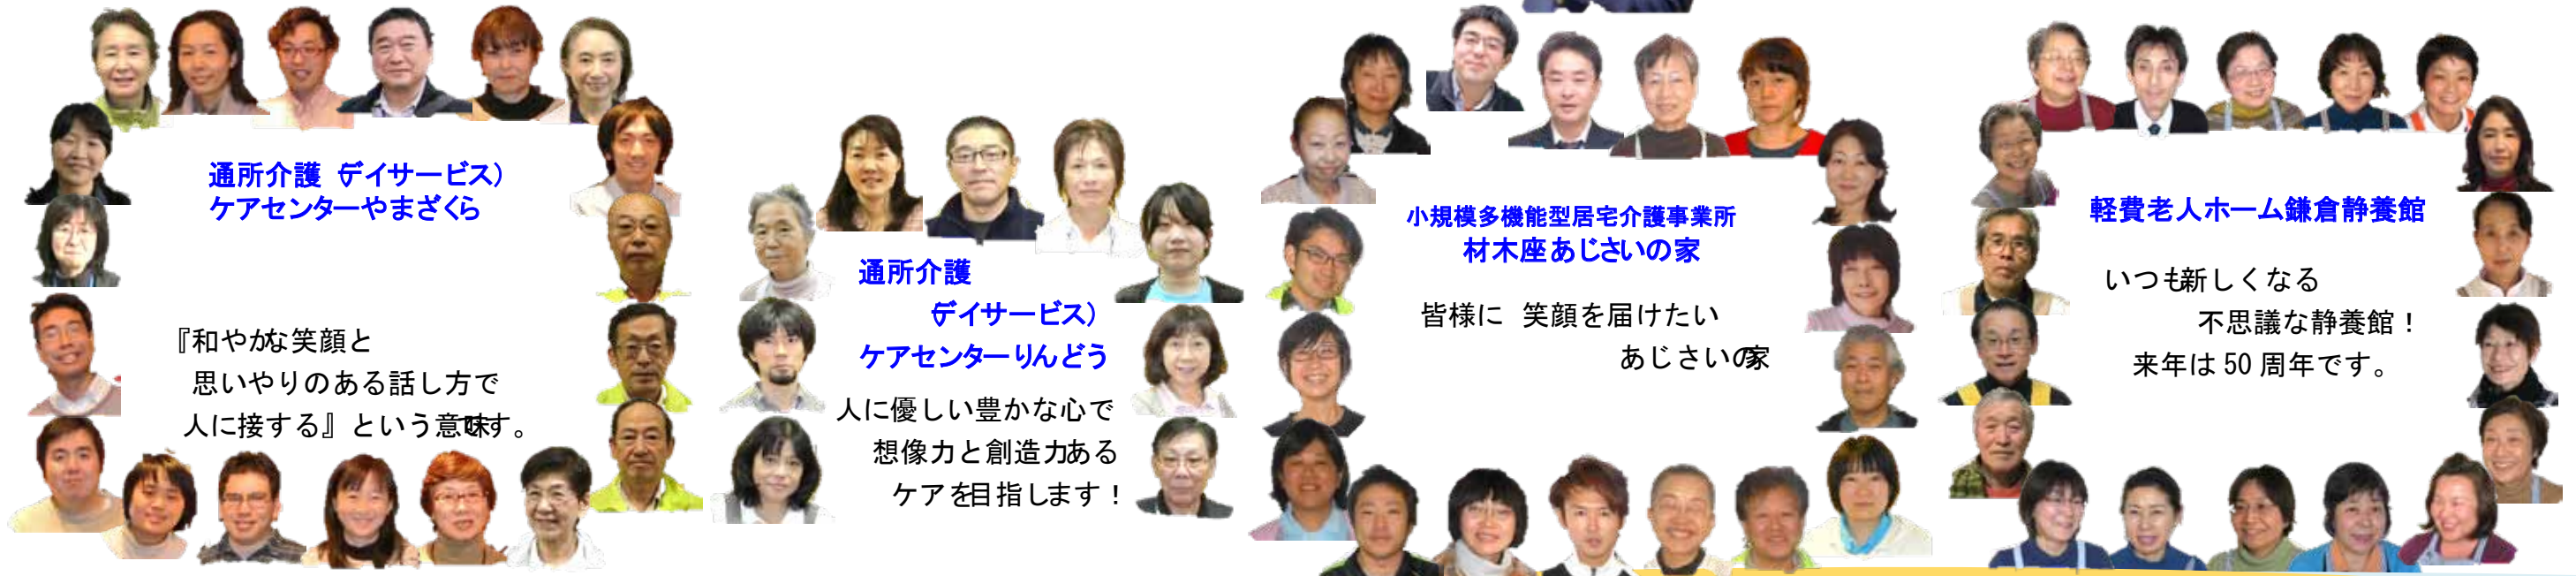 通所介護（デイサービス）
ケアセンターやまざくら
『和やかな笑顔と
思いやりのある話し方で
人に接する』という意味です。
通所介護
（デイサービス）
ケアセンターりんどう
人に優しい豊かな心で
想像力と創造力ある
ケアを目指します！
小規模多機能型居宅介護事業所
材木座あじさいの家
皆様に 笑顔を届けたい
あじさいの家
軽費老人ホーム鎌倉静養館
いつも新しくなる
不思議な静養館！
来年は50周年です。